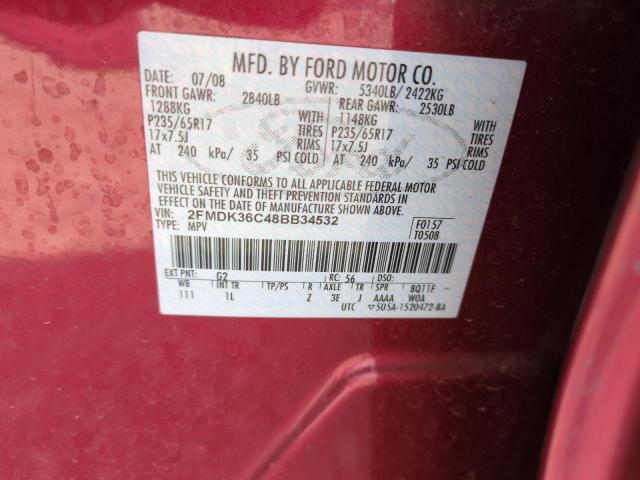 MFD. BY FORD MOTOR CO.
DATE: 07/08 GVWR: 5340LB/ 2422KG
FRONT GAWR: 2840LB REAR GAWR: 2530LB
1288KG WITH 1148KG WITH
P235/65R17 TIRES P235/65R17 TIRES
17x7.5J RIMS 17x7.5J RIMS
AT 240 kPa/ 35 PSI COLD AT 240 kPa/ 35 PSI COLD
THIS VEHICLE CONFORMS TO ALL APPLICABLE FEDERAL MOTOR
VEHICLE SAFETY AND THEFT PREVENTION STANDARDS IN
EFFECT ON THE DATE OF MANUFACTURE SHOWN ABOVE.
VIN: 2FMDK36C48BB34532 F0157
TYPE: MPV T0508
EXT PNT: G2 RC: 56 DSO:
WB INT TR TP/PS R AXLE TR SPR 8Q11F
111 1L Z 3E J AAAA W0A
UTC ▽5U5A-1520472-BA